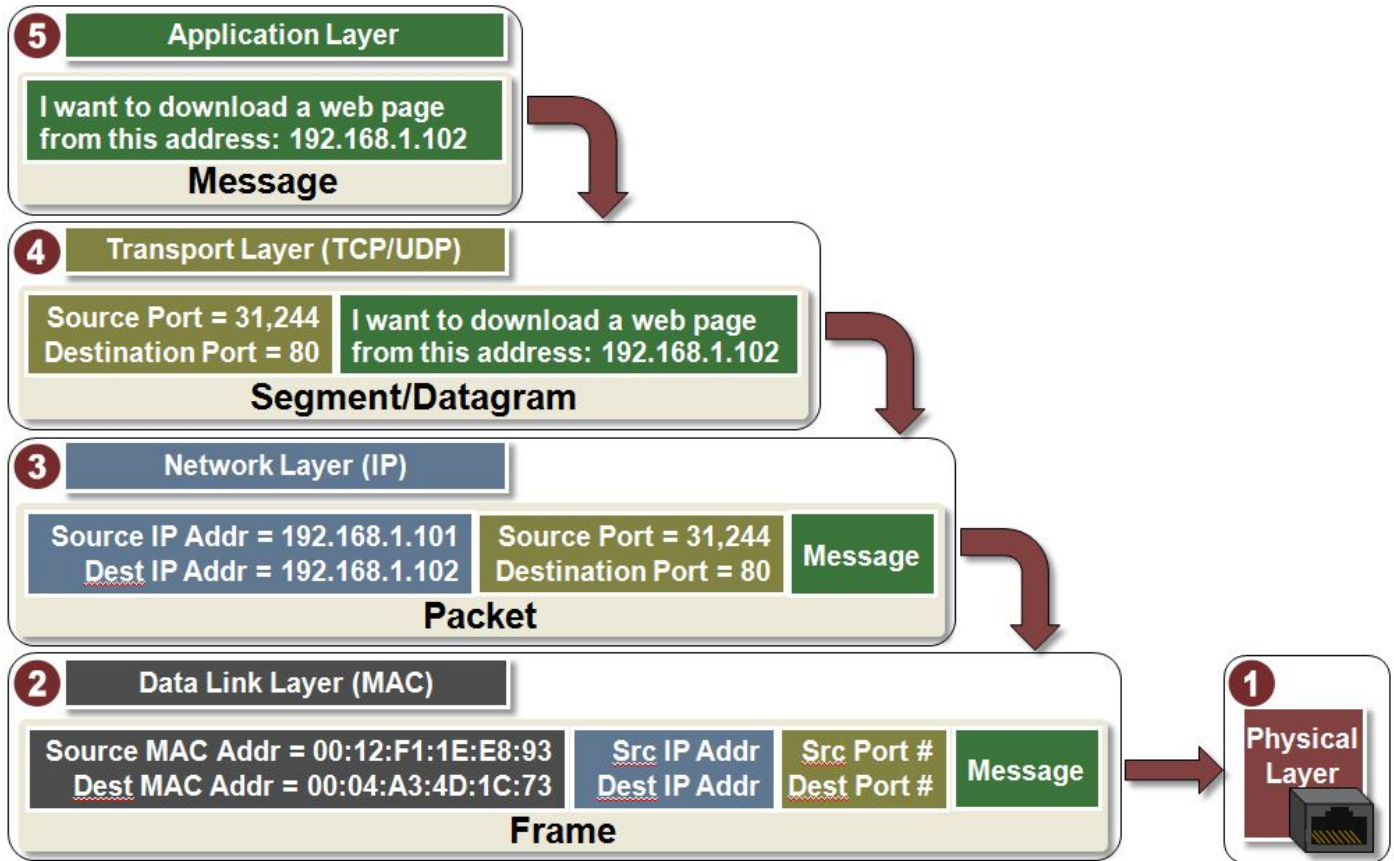 5
Application Layer
I want to download a web page
from this address: 192.168.1.102
Message
4
Transport Layer (TCP/UDP)
Source Port = 31,244
Destination Port = 80
I want to download a web page
from this address: 192.168.1.102
Segment/Datagram
3
Network Layer (IP)
Source IP Addr = 192.168.1.101
Dest IP Addr = 192.168.1.102
Source Port = 31,244
Destination Port = 80
Message
Packet
2
Data Link Layer (MAC)
Source MAC Addr = 00:12:F1:1E:E8:93
Dest MAC Addr = 00:04:A3:4D:1C:73
Src IP Addr
Dest IP Addr
Src Port #
Dest Port #
Message
Frame
1
Physical
Layer